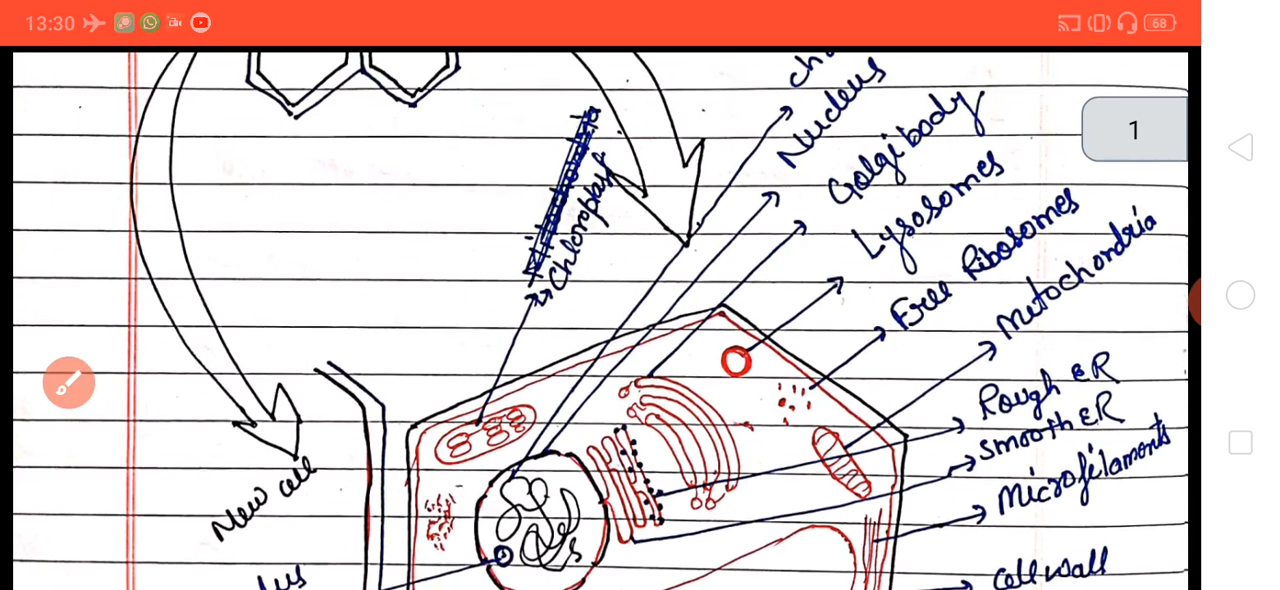 13:30
68
1
Nucleus
Golgi body
Lysosomes
Free Ribosomes
Mitochondria
Chloroplast
Rough ER
Smooth ER
Microfilaments
New cell
cell wall